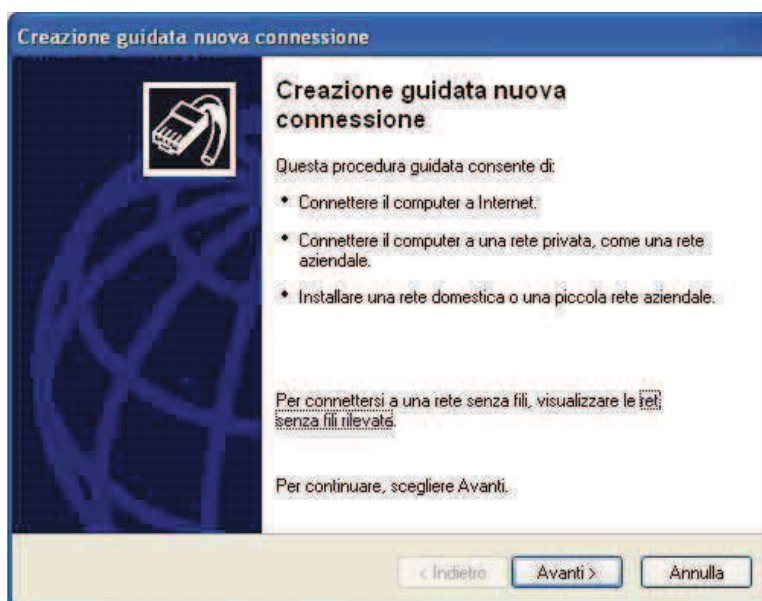 Creazione guidata nuova connessione
Creazione guidata nuova
connessione
Questa procedura guidata consente di:
• Connettere il computer a Internet.
• Connettere il computer a una rete privata, come una rete
aziendale.
• Installare una rete domestica o una piccola rete aziendale.
Per connettersi a una rete senza fili, visualizzare le reti
senza fili rilevate.
Per continuare, scegliere Avanti.
< Indietro
Avanti >
Annulla